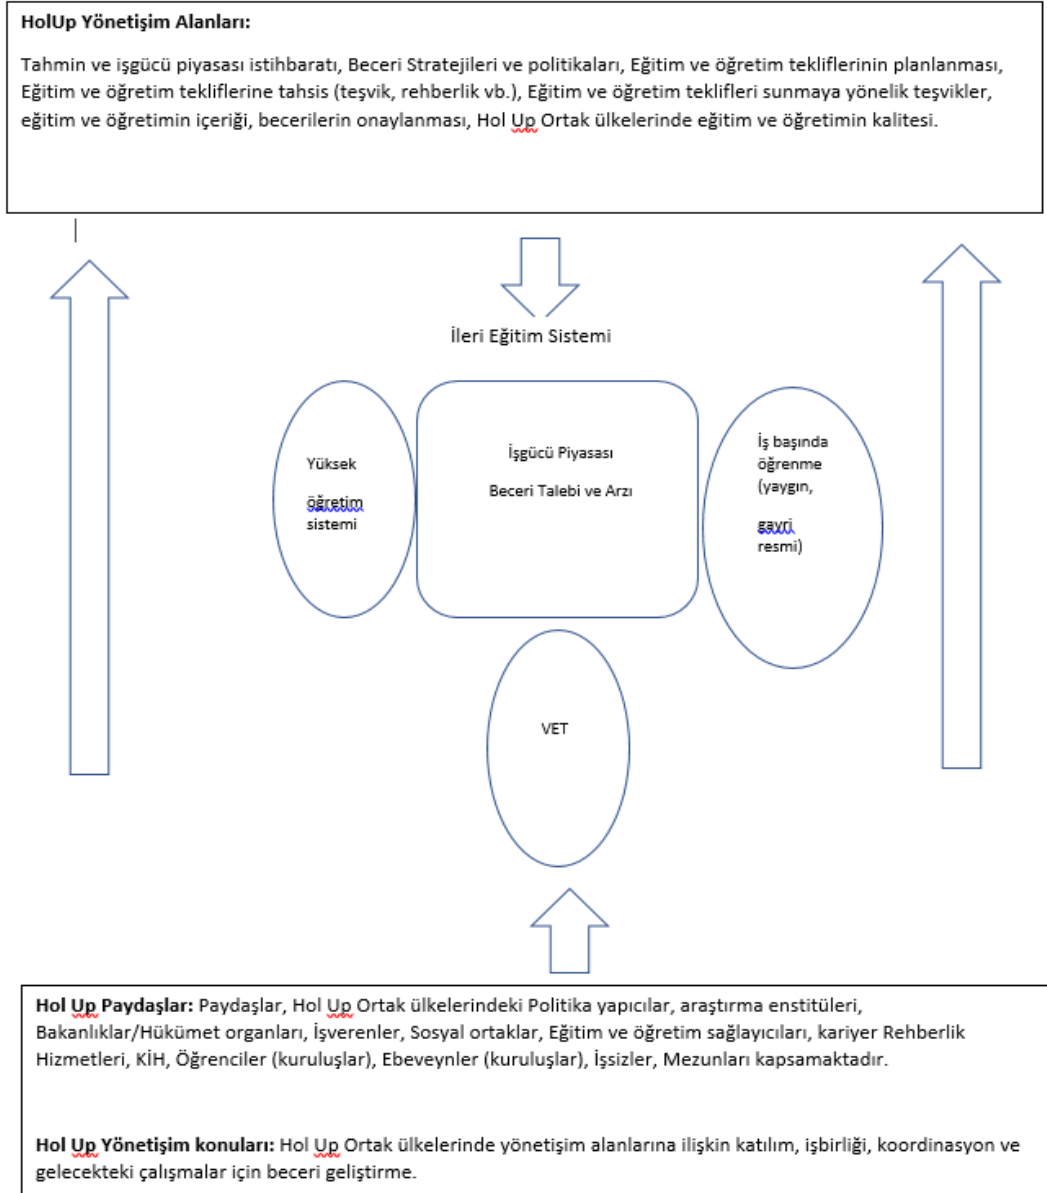 HolUp Yönetişim Alanları:
Tahmin ve işgücü piyasası istihbaratı, Beceri Stratejileri ve politikaları, Eğitim ve öğretim tekliflerinin planlanması,
Eğitim ve öğretim tekliflerine tahsis (teşvik, rehberlik vb.), Eğitim ve öğretim teklifleri sunmaya yönelik teşvikler,
eğitim ve öğretimin içeriği, becerilerin onaylanması, Hol Up Ortak ülkelerinde eğitim ve öğretimin kalitesi.
İleri Eğitim Sistemi
Yüksek
öğretim
sistemi
İşgücü Piyasası
Beceri Talebi ve Arzı
İş başında
öğrenme
(yaygın,
gayri
resmi)
VET
Hol Up Paydaşlar: Paydaşlar, Hol Up Ortak ülkelerindeki Politika yapıcılar, araştırma enstitüleri,
Bakanlıklar/Hükümet organları, İşverenler, Sosyal ortaklar, Eğitim ve öğretim sağlayıcıları, kariyer Rehberlik
Hizmetleri, KİH, Öğrenciler (kuruluşlar), Ebeveynler (kuruluşlar), İşsizler, Mezunları kapsamaktadır.
Hol Up Yönetişim konuları: Hol Up Ortak ülkelerinde yönetişim alanlarına ilişkin katılım, işbirliği, koordinasyon ve
gelecekteki çalışmalar için beceri geliştirme.